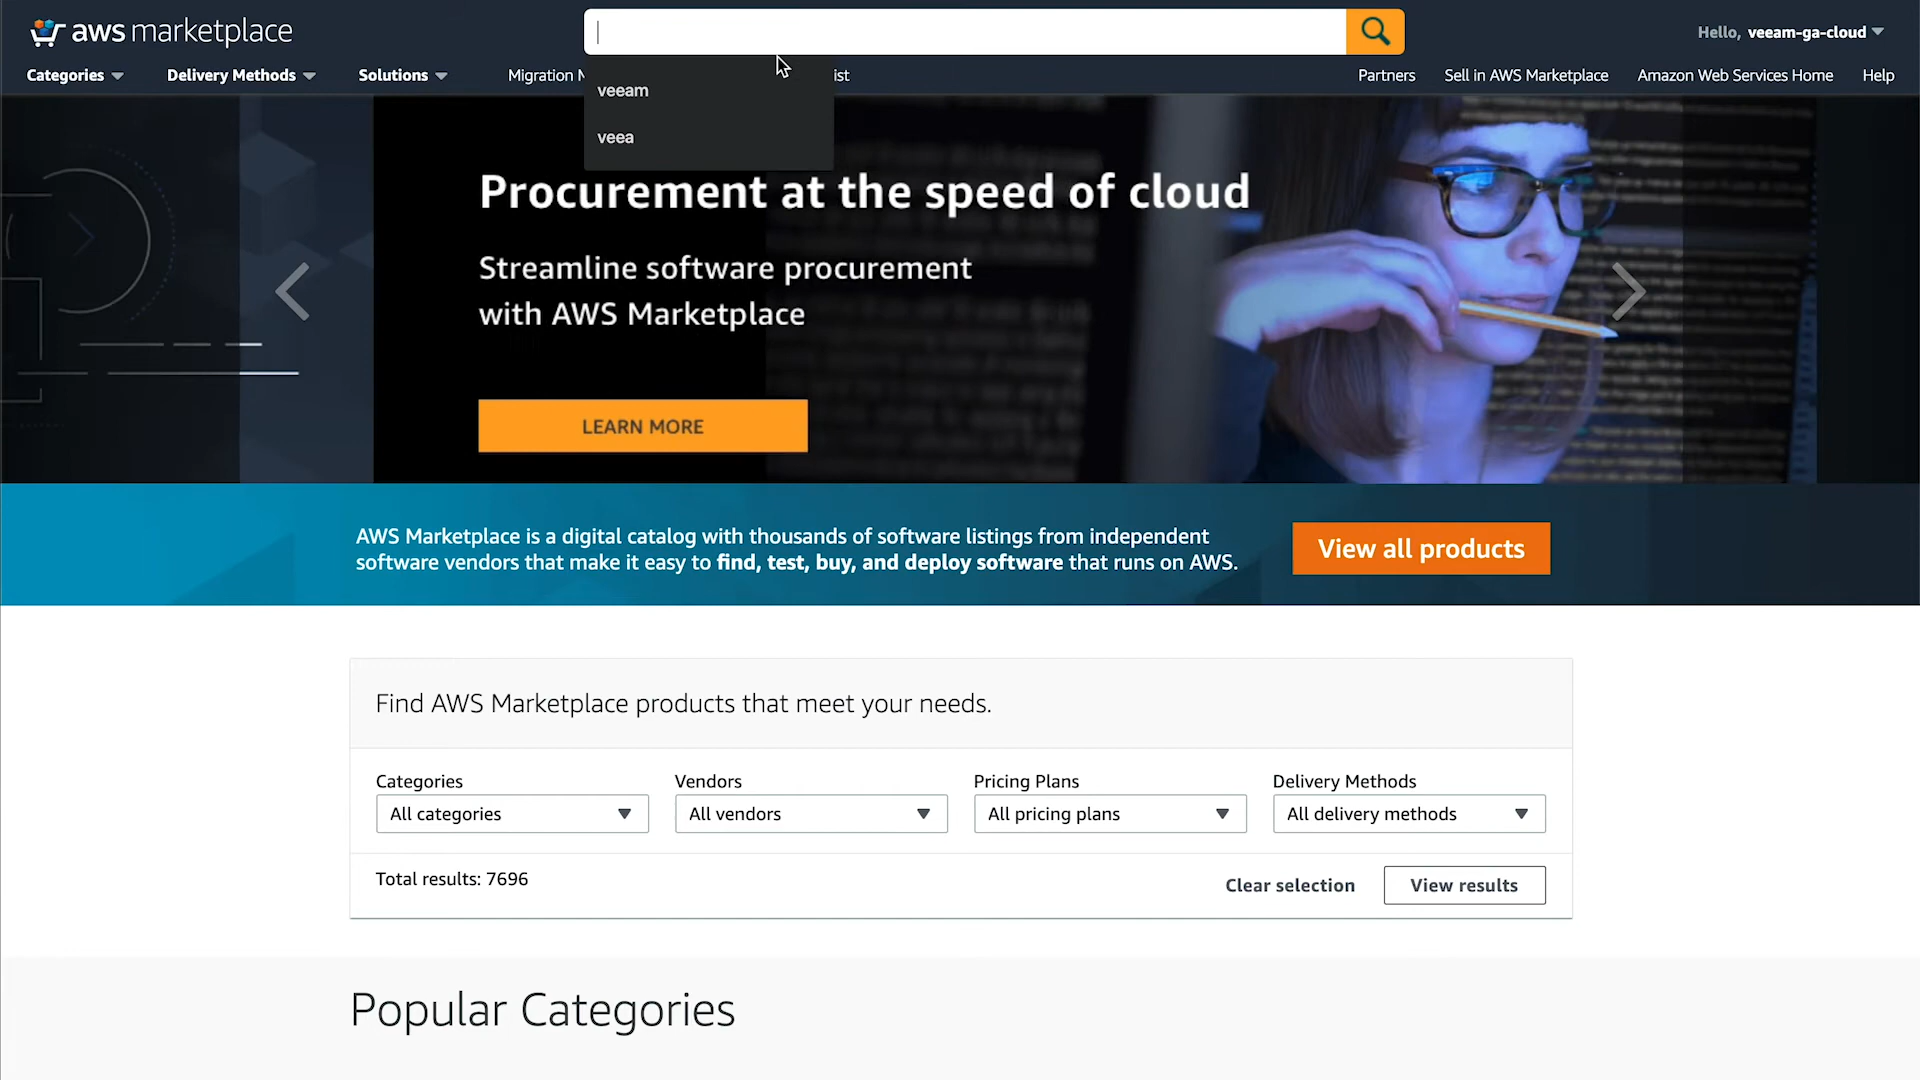 aws marketplace
Hello, veeam-ga-cloud
Categories
Delivery Methods
Solutions
Migration
ist
Partners
Sell in AWS Marketplace
Amazon Web Services Home
Help
veeam
veea
Procurement at the speed of cloud
Streamline software procurement
with AWS Marketplace
LEARN MORE
AWS Marketplace is a digital catalog with thousands of software listings from independent
software vendors that make it easy to find, test, buy, and deploy software that runs on AWS.
View all products
Find AWS Marketplace products that meet your needs.
Categories
Vendors
Pricing Plans
Delivery Methods
All categories
All vendors
All pricing plans
All delivery methods
Total results: 7696
Clear selection
View results
Popular Categories